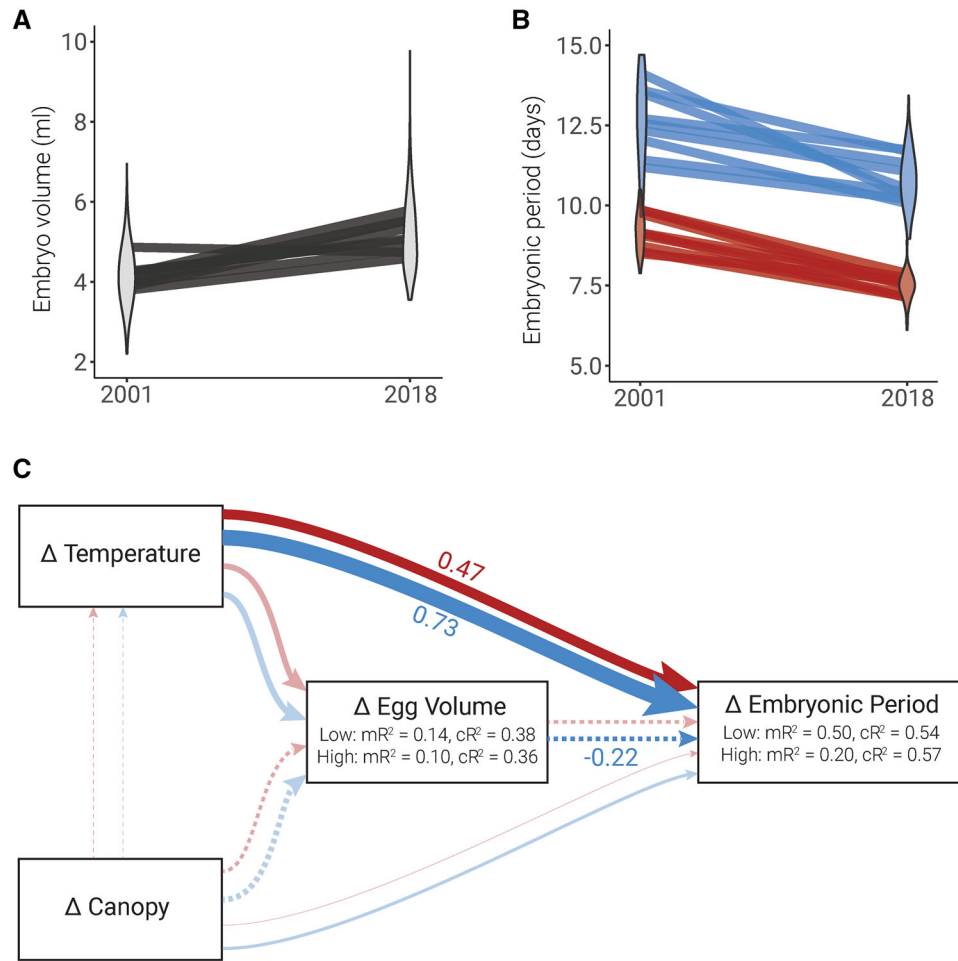 A
Embryo volume (ml)
10
8
6
4
2
2001
2018
B
Embryonic period (days)
15.0
12.5
10.0
7.5
5.0
2001
2018
C
Δ Temperature
0.47
0.73
Δ Egg Volume
Low: mR² = 0.14, cR² = 0.38
High: mR² = 0.10, cR² = 0.36
-0.22
Δ Embryonic Period
Low: mR² = 0.50, cR² = 0.54
High: mR² = 0.20, cR² = 0.57
Δ Canopy